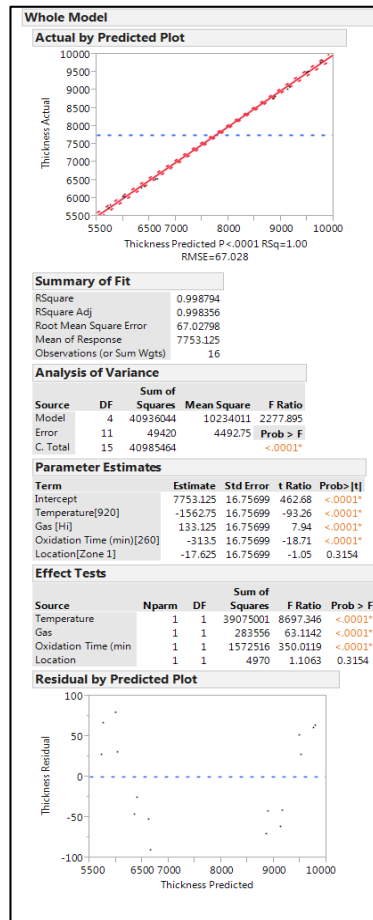 Whole Model
Actual by Predicted Plot
10000
9500
9000
8500
8000
7500
7000
6500
6000
5500
Thickness Actual
5500 6000 7000 8000 9000 10000
Thickness Predicted P<.0001 RSq=1.00
RMSE=67.028
Summary of Fit
RSquare 0.998794
RSquare Adj 0.998356
Root Mean Square Error 67.02798
Mean of Response 7753.125
Observations (or Sum Wgts) 16
Analysis of Variance
Sum of
Source DF Squares Mean Square F Ratio
Model 4 40936044 10234011 2277.895
Error 11 49420 4492.75 Prob > F
C. Total 15 40985464 <.0001*
Parameter Estimates
Term Estimate Std Error t Ratio Prob>|t|
Intercept 7753.125 16.75699 462.68 <.0001*
Temperature[920] -1562.75 16.75699 -93.26 <.0001*
Gas [Hi] 133.125 16.75699 7.94 <.0001*
Oxidation Time (min)[260] -313.5 16.75699 -18.71 <.0001*
Location[Zone 1] -17.625 16.75699 -1.05 0.3154
Effect Tests
Sum of
Source Nparm DF Squares F Ratio Prob > F
Temperature 1 1 39075001 8697.346 <.0001*
Gas 1 1 283556 63.1142 <.0001*
Oxidation Time (min 1 1 1572516 350.0119 <.0001*
Location 1 1 4970 1.1063 0.3154
Residual by Predicted Plot
100
50
0
-50
-100
Thickness Residual
5500 6000 6500 7000 8000 9000 10000
Thickness Predicted